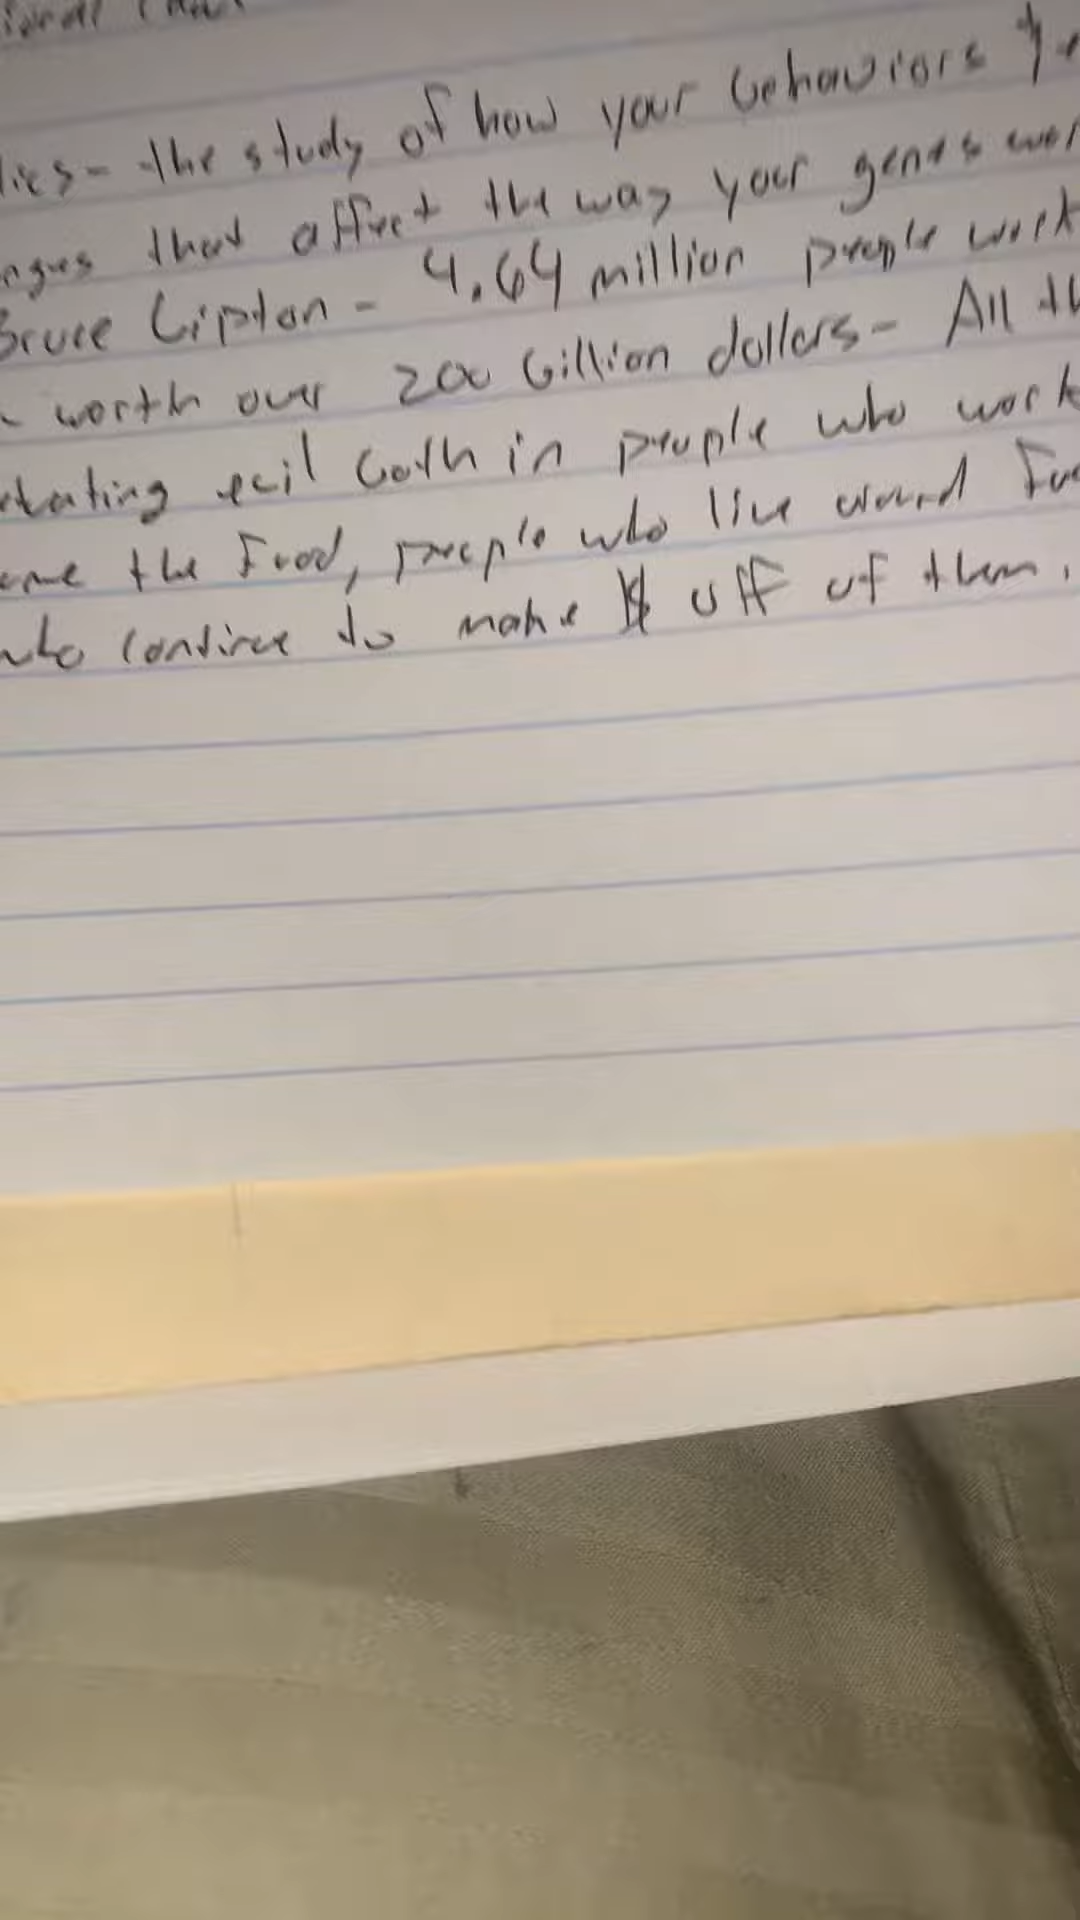 the study of how your behaviors
that affect the way your genes
Bruce Lipton - 4.64 million people work
worth over 200 billion dollars - All
evil both in people who work
the Food, people who live around
who continue to make $ off of them.